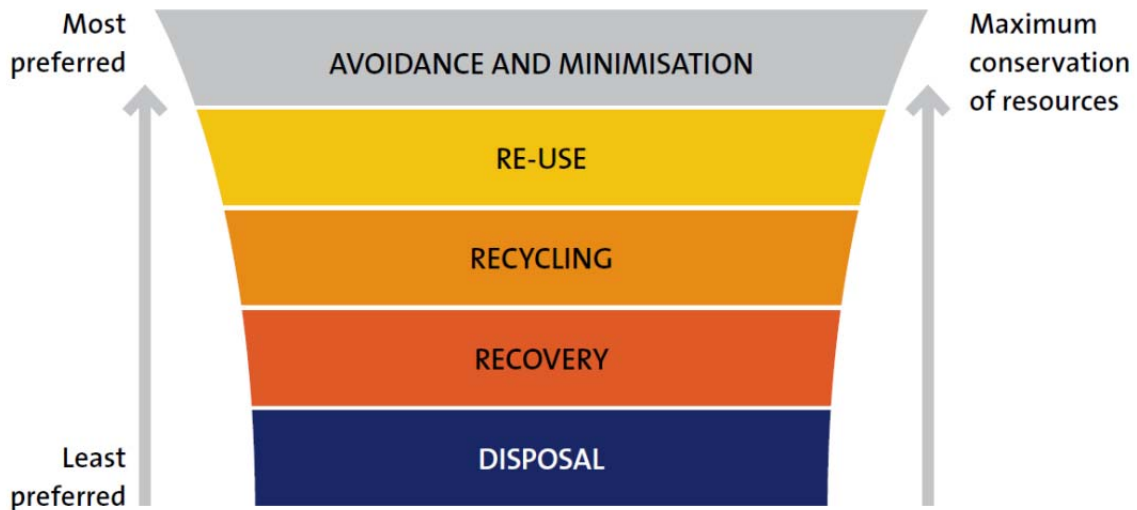 Most
preferred
AVOIDANCE AND MINIMISATION
Maximum
conservation
of resources
RE-USE
RECYCLING
RECOVERY
DISPOSAL
Least
preferred